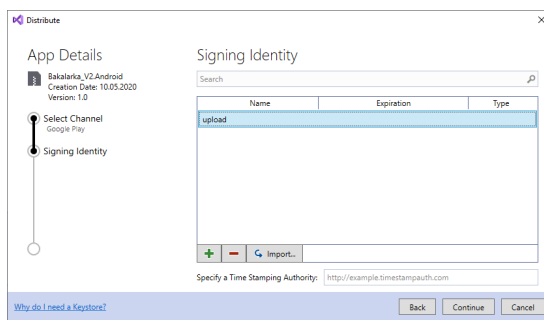 Distribute
App Details
Bakalarka_V2.Android
Creation Date: 10.05.2020
Version: 1.0
Select Channel
Google Play
Signing Identity
Signing Identity
Search
Name Expiration Type
upload
Import...
Specify a Time Stamping Authority: http://example.timestampauth.com
Why do I need a Keystore?
Back Continue Cancel